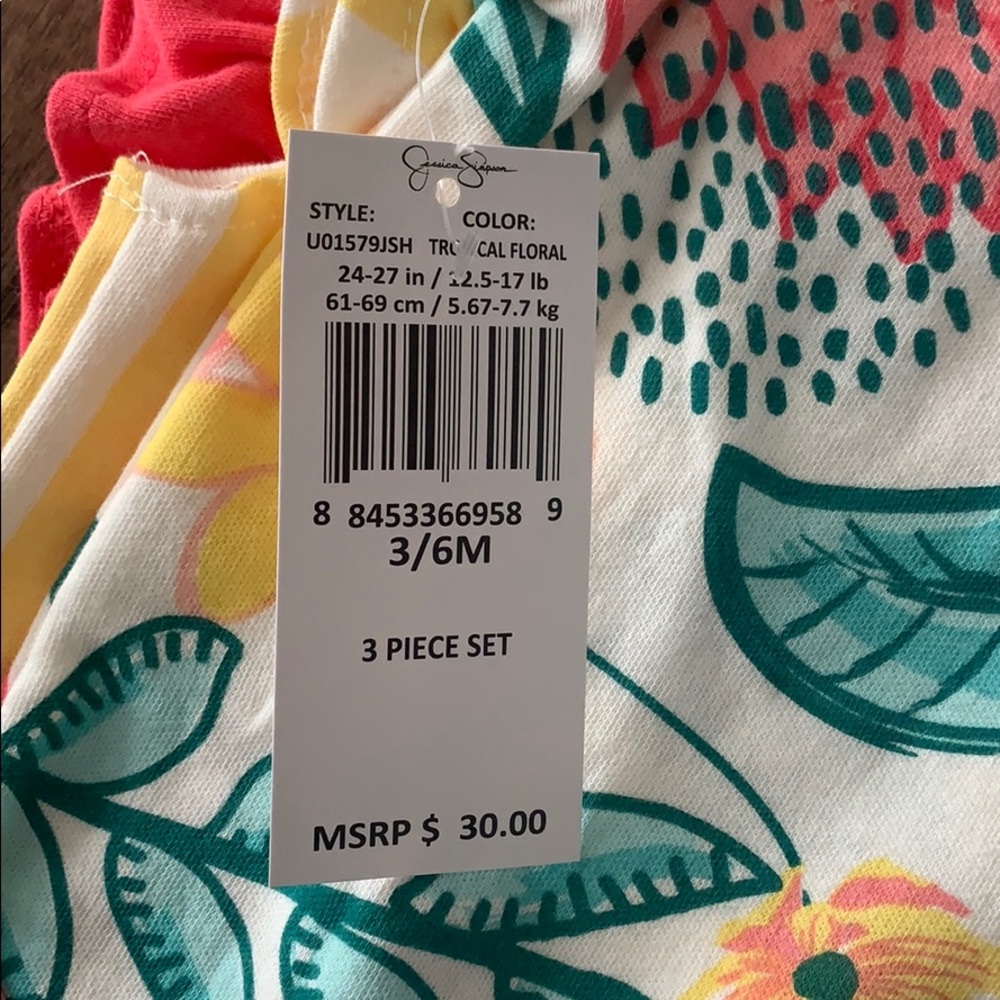 Jessica Simpson
STYLE: COLOR:
U01579JSH TROPICAL FLORAL
24-27 in / 12.5-17 lb
61-69 cm / 5.67-7.7 kg
8 8453366958 9
3/6M
3 PIECE SET
MSRP $ 30.00